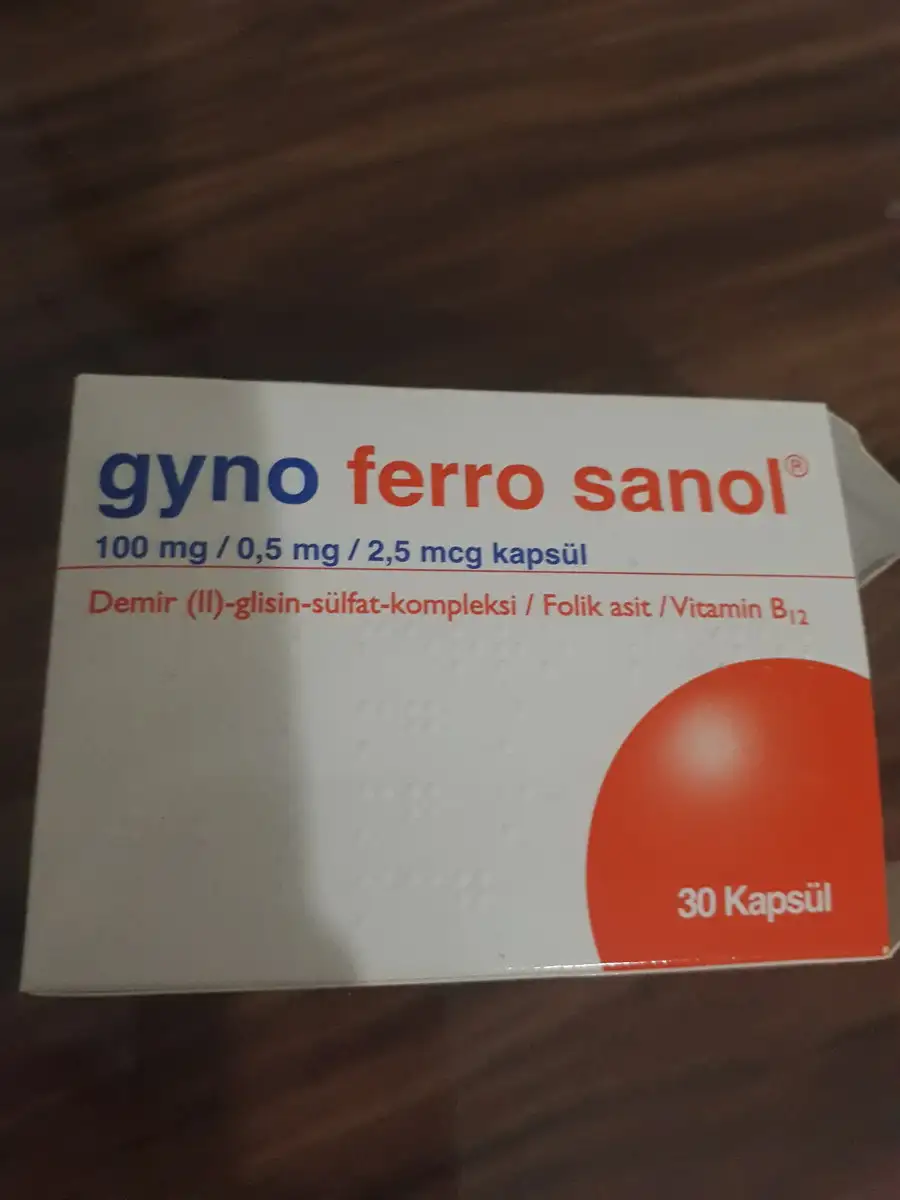 gyno ferro sanol®
100 mg / 0,5 mg / 2,5 mcg kapsül
Demir (II)-glisin-sülfat-kompleksi / Folik asit / Vitamin B₁₂
30 Kapsül